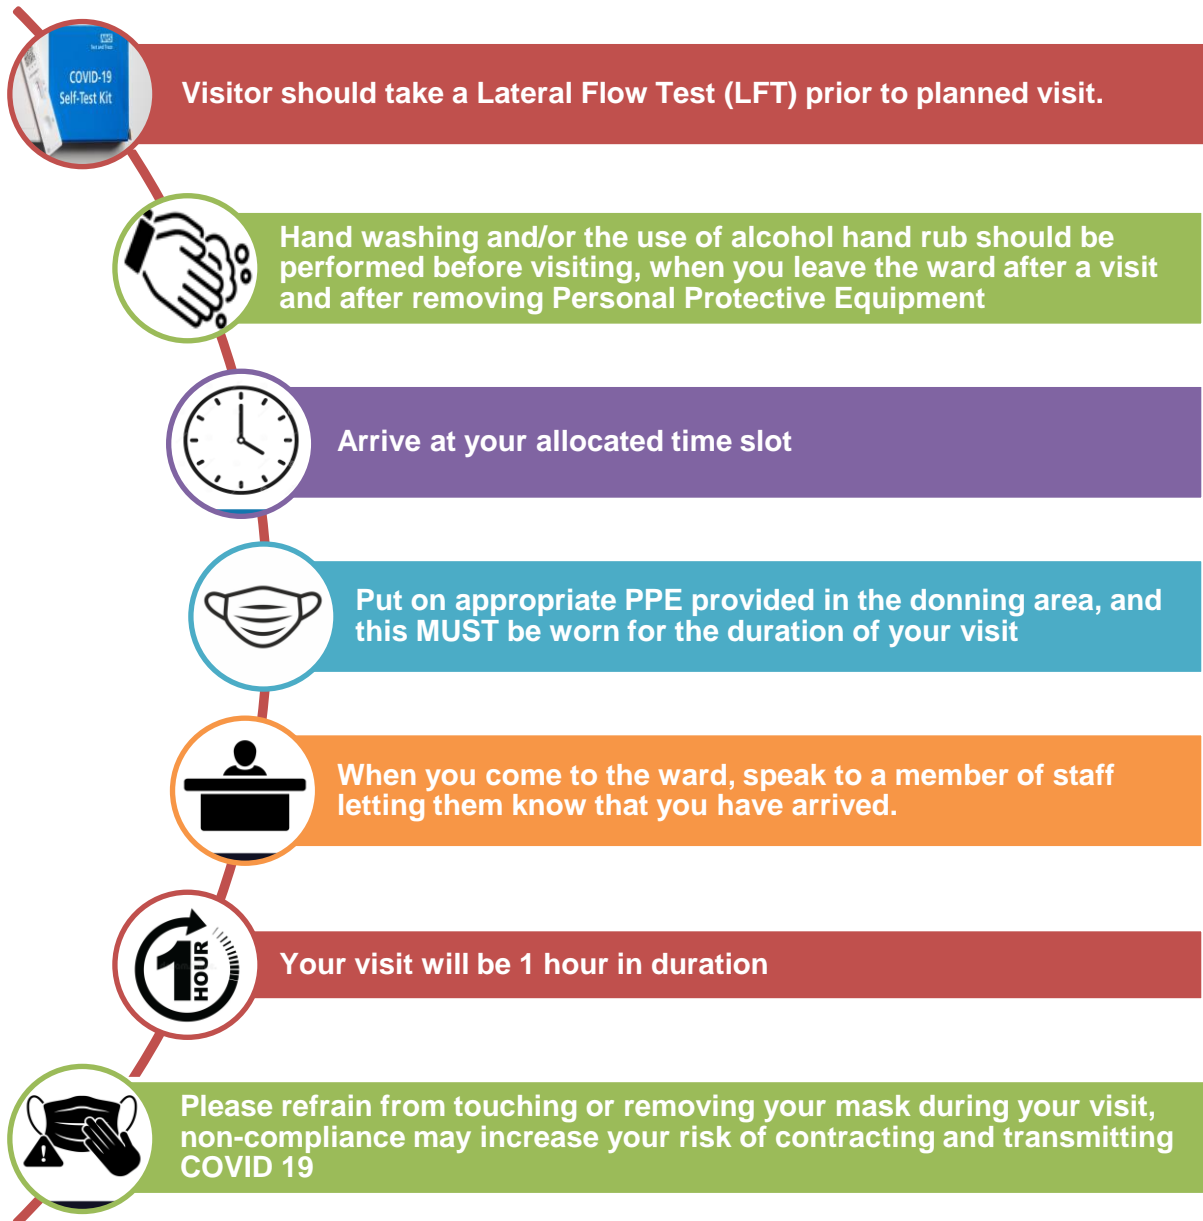 NHS
Test and Trace
COVID-19
Self-Test Kit
Visitor should take a Lateral Flow Test (LFT) prior to planned visit.
Hand washing and/or the use of alcohol hand rub should be
performed before visiting, when you leave the ward after a visit
and after removing Personal Protective Equipment
Arrive at your allocated time slot
Put on appropriate PPE provided in the donning area, and
this MUST be worn for the duration of your visit
When you come to the ward, speak to a member of staff
letting them know that you have arrived.
1
HOUR
Your visit will be 1 hour in duration
Please refrain from touching or removing your mask during your visit,
non-compliance may increase your risk of contracting and transmitting
COVID 19
!